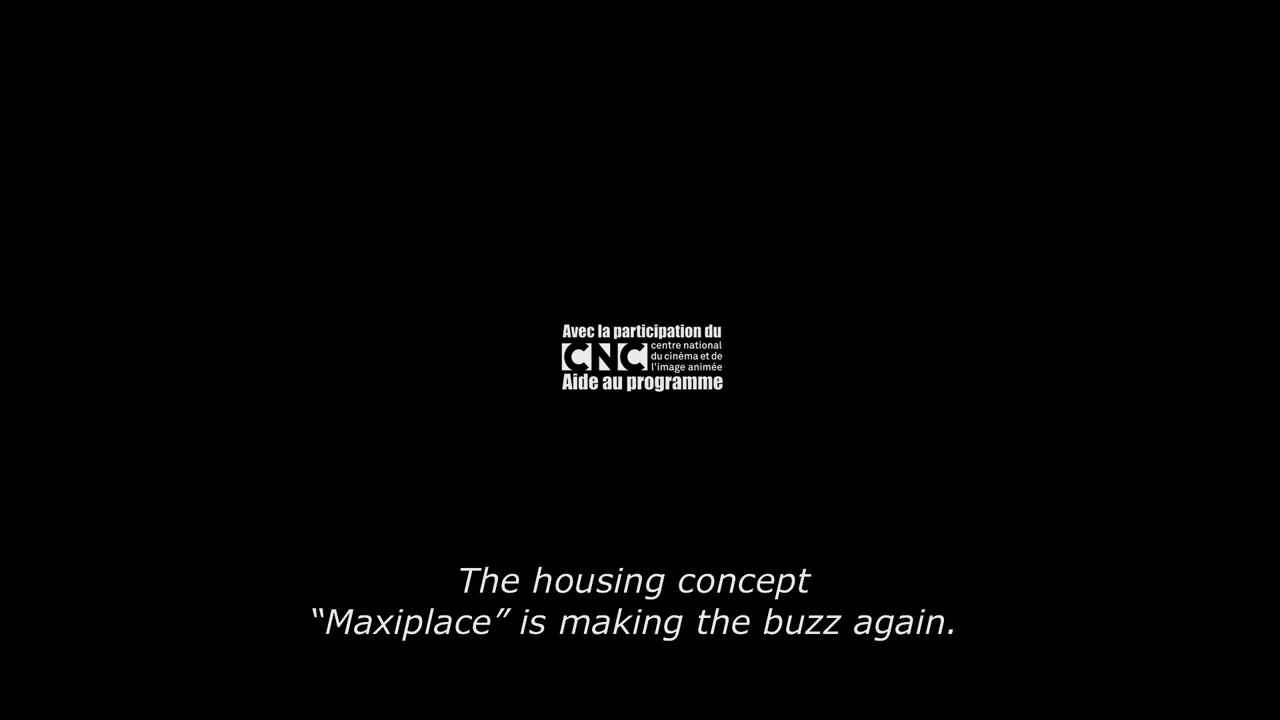 Avec la participation du
CNC
centre national
du cinéma et de
l'image animée
Aide au programme
The housing concept
“Maxiplace” is making the buzz again.